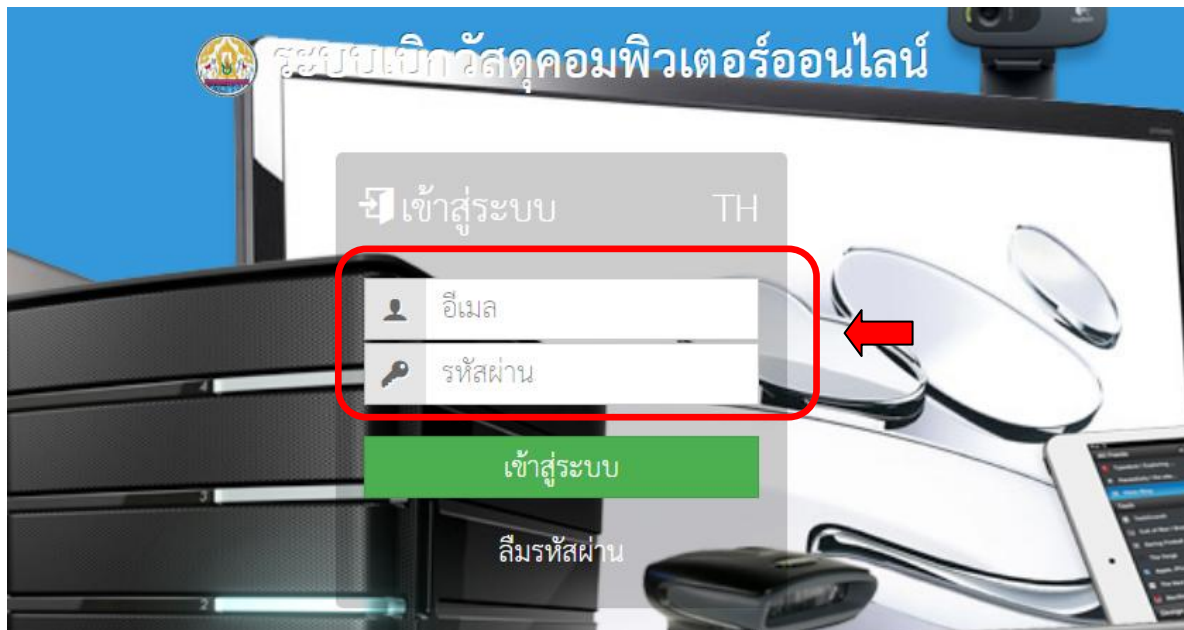 ระบบเบิกวัสดุคอมพิวเตอร์ออนไลน์
เข้าสู่ระบบ TH
อีเมล
รหัสผ่าน
เข้าสู่ระบบ
ลืมรหัสผ่าน
4
3
2